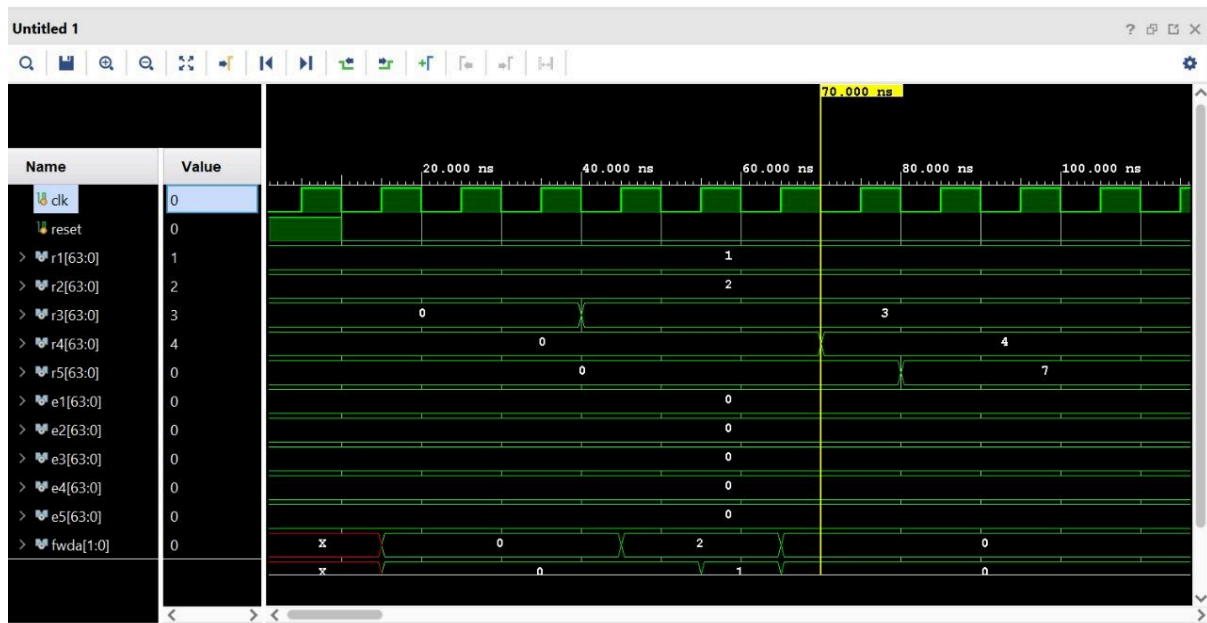 Untitled 1
70.000 ns
Name Value
20.000 ns 40.000 ns 60.000 ns 80.000 ns 100.000 ns
clk 0
reset 0
r1[63:0] 1 1
r2[63:0] 2 2
r3[63:0] 3 0 3
r4[63:0] 4 0 4
r5[63:0] 0 0 7
e1[63:0] 0 0
e2[63:0] 0 0
e3[63:0] 0 0
e4[63:0] 0 0
e5[63:0] 0 0
fwda[1:0] 0 X 0 2 0
X 0 1 0